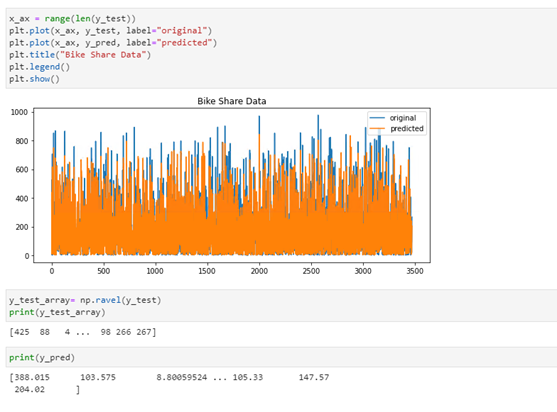 x_ax = range(len(y_test))
plt.plot(x_ax, y_test, label="original")
plt.plot(x_ax, y_pred, label="predicted")
plt.title("Bike Share Data")
plt.legend()
plt.show()
Bike Share Data
original
predicted
1000
800
600
400
200
0
0 500 1000 1500 2000 2500 3000 3500
y_test_array= np.ravel(y_test)
print(y_test_array)
[425 88 4 ... 98 266 267]
print(y_pred)
[388.015 103.575 8.80059524 ... 105.33 147.57
204.02 ]